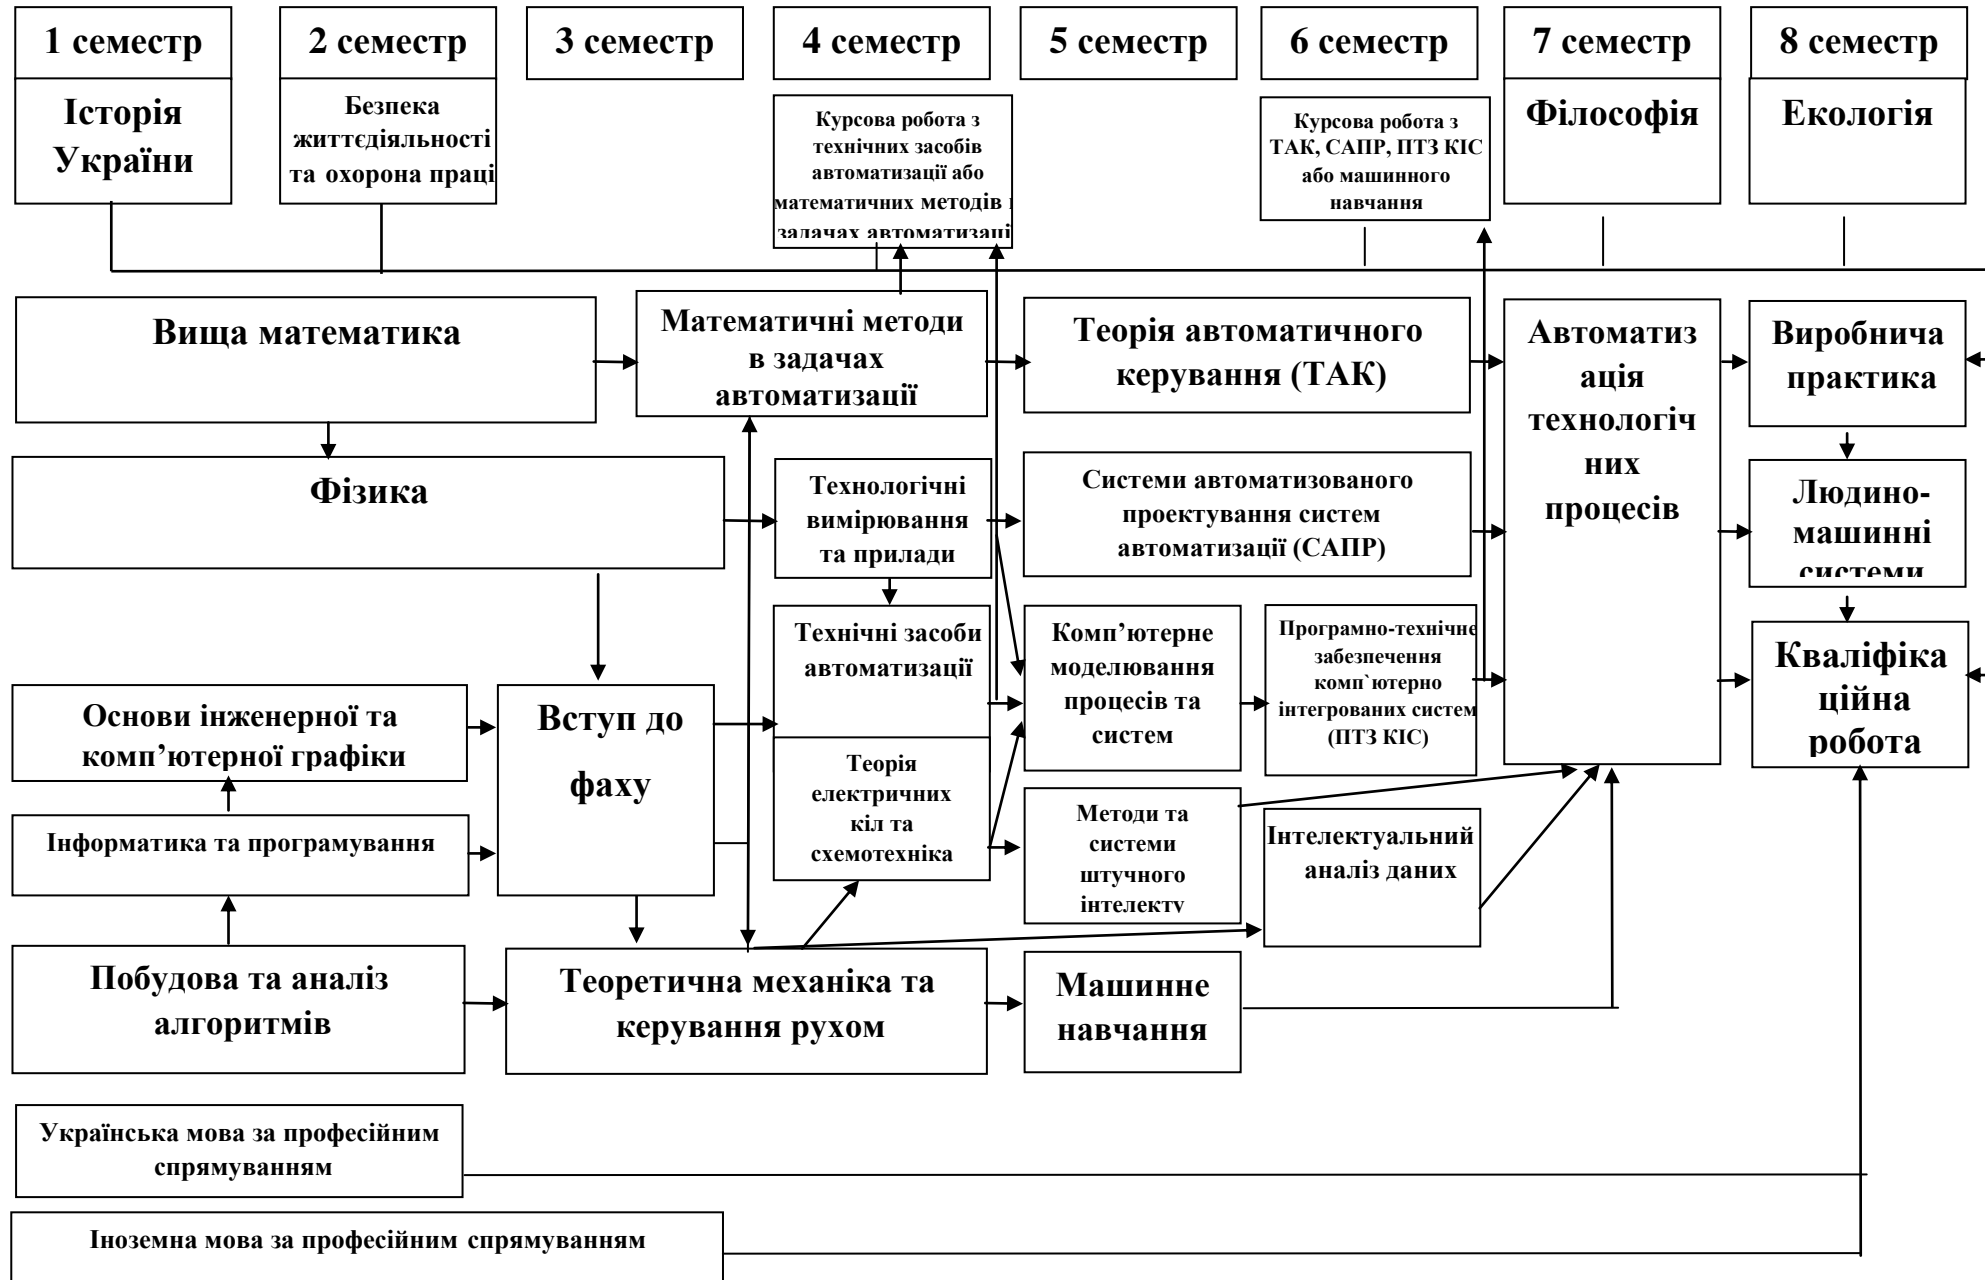 1 семестр
2 семестр
3 семестр
4 семестр
5 семестр
6 семестр
7 семестр
8 семестр
Історія
України
Безпека
життєдіяльності
та охорона праці
Курсова робота з
технічних засобів
автоматизації або
математичних методів
задачах автоматизації
Курсова робота з
ТАК, САПР, ПТЗ КІС
або машинного
навчання
Філософія
Екологія
Вища математика
Математичні методи
в задачах
автоматизації
Теорія автоматичного
керування (ТАК)
Автоматиз
ація
технологіч
них
процесів
Виробнича
практика
Фізика
Технологічні
вимірювання
та прилади
Системи автоматизованого
проектування систем
автоматизації (САПР)
Людино-
машинні
системи
Технічні засоби
автоматизації
Комп’ютерне
моделювання
процесів та
систем
Програмно-технічне
забезпечення
комп`ютерно
інтегрованих систем
(ПТЗ КІС)
Кваліфіка
ційна
робота
Основи інженерної та
комп’ютерної графіки
Вступ до
фаху
Теорія
електричних
кіл та
схемотехніка
Інформатика та програмування
Методи та
системи
штучного
інтелекту
Інтелектуальний
аналіз даних
Побудова та аналіз
алгоритмів
Теоретична механіка та
керування рухом
Машинне
навчання
Українська мова за професійним
спрямуванням
Іноземна мова за професійним спрямуванням